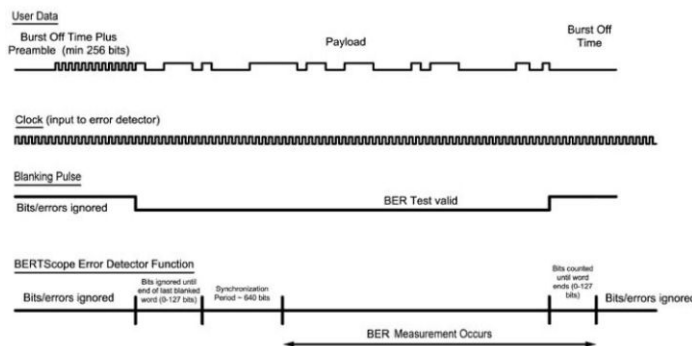 User Data
Burst Off Time Plus
Preamble (min 256 bits)
Payload
Burst Off
Time
Clock (input to error detector)
Blanking Pulse
Bits/errors ignored
BER Test valid
BERTScope Error Detector Function
Bits/errors ignored
Bits ignored until
end of last blanked
word (0-127 bits)
Synchronization
Period ~ 640 bits
Bits counted
until word
ends (0-127
bits)
Bits/errors ignored
BER Measurement Occurs